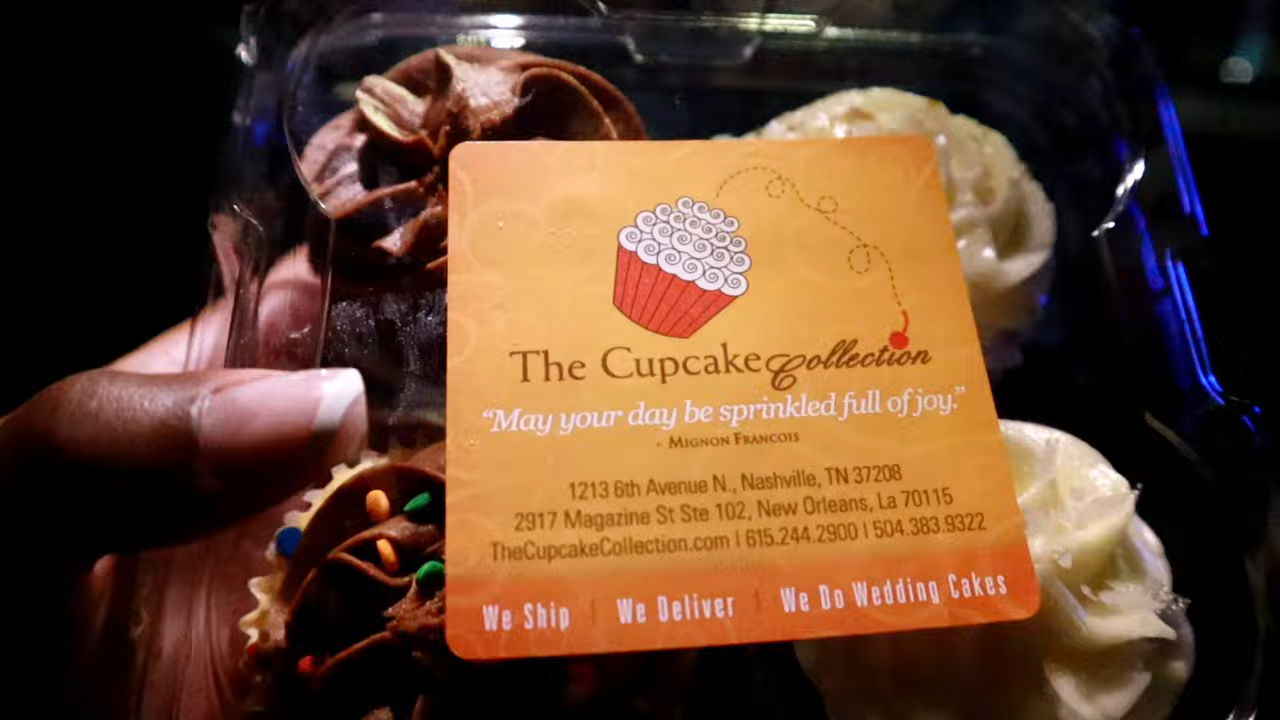 The Cupcake Collection
“May your day be sprinkled full of joy.”
- Mignon Francois
1213 6th Avenue N., Nashville, TN 37208
2917 Magazine St Ste 102, New Orleans, La 70115
TheCupcakeCollection.com | 615.244.2900 | 504.383.9322
We Ship | We Deliver | We Do Wedding Cakes